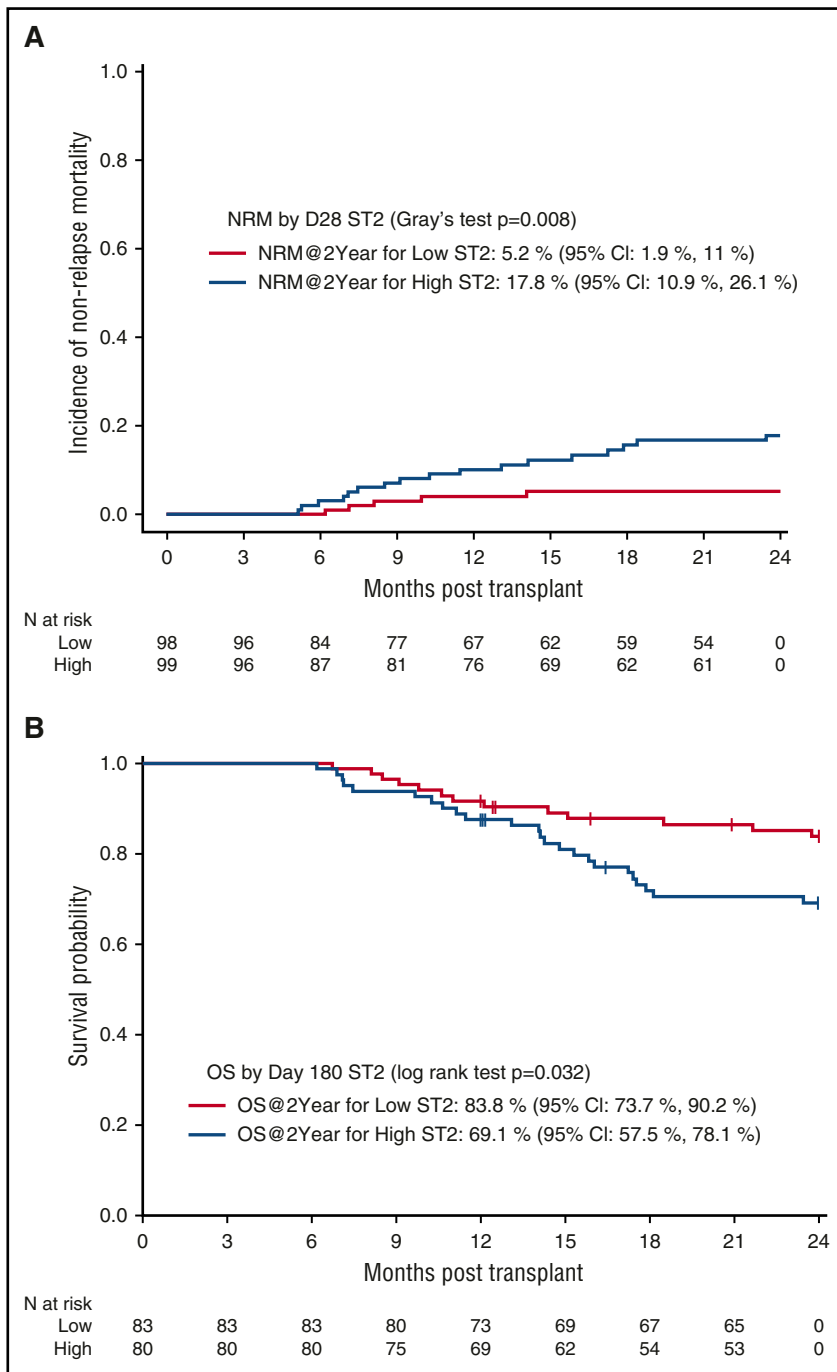 A
1.0
0.8
0.6
0.4
0.2
0.0
Incidence of non-relapse mortality
NRM by D28 ST2 (Gray's test p=0.008)
NRM@2Year for Low ST2: 5.2 % (95% CI: 1.9 %, 11 %)
NRM@2Year for High ST2: 17.8 % (95% CI: 10.9 %, 26.1 %)
0 3 6 9 12 15 18 21 24
Months post transplant
N at risk
Low 98 96 84 77 67 62 59 54 0
High 99 96 87 81 76 69 62 61 0
B
1.0
0.8
0.6
0.4
0.2
0.0
Survival probability
OS by Day 180 ST2 (log rank test p=0.032)
OS@2Year for Low ST2: 83.8 % (95% CI: 73.7 %, 90.2 %)
OS@2Year for High ST2: 69.1 % (95% CI: 57.5 %, 78.1 %)
0 3 6 9 12 15 18 21 24
Months post transplant
N at risk
Low 83 83 83 80 73 69 67 65 0
High 80 80 80 75 69 62 54 53 0